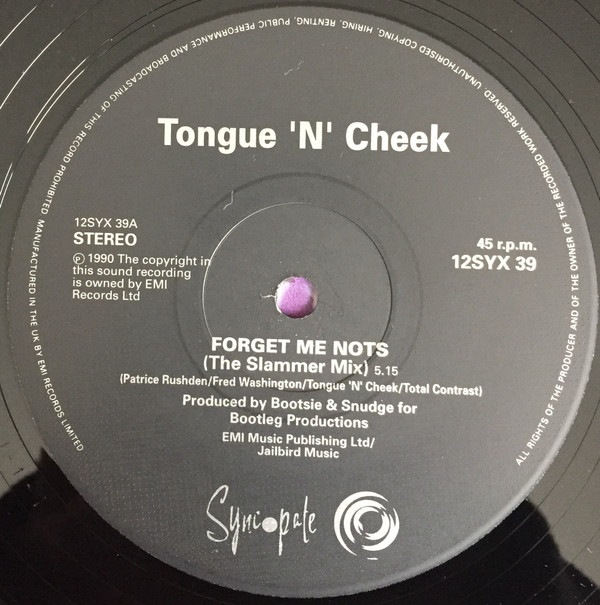 Tongue 'N' Cheek
12SYX 39A
STEREO
℗ 1990 The copyright in
this sound recording
is owned by EMI
Records Ltd
45 r.p.m.
12SYX 39
FORGET ME NOTS
(The Slammer Mix) 5.15
(Patrice Rushden/Fred Washington/Tongue 'N' Cheek/Total Contrast)
Produced by Bootsie & Snudge for
Bootleg Productions
EMI Music Publishing Ltd/
Jailbird Music
Syncopate
ALL RIGHTS OF THE PRODUCER AND OF THE OWNER OF THE RECORDED WORK RESERVED. UNAUTHORISED COPYING, HIRING, RENTING, PUBLIC PERFORMANCE AND BROADCASTING OF THIS RECORD PROHIBITED. MANUFACTURED IN THE UK BY EMI RECORDS LIMITED